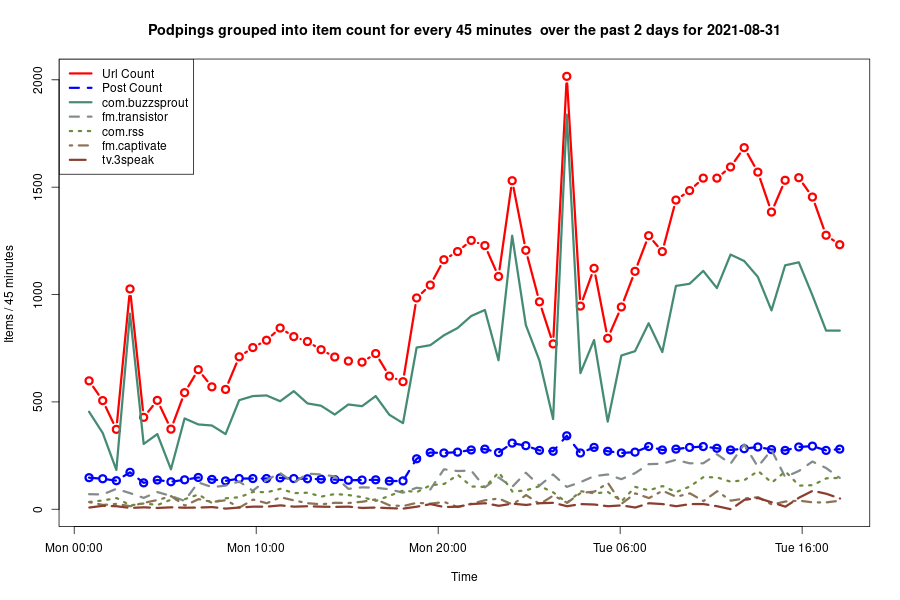 Podpings grouped into item count for every 45 minutes  over the past 2 days for 2021-08-31
Url Count
Post Count
com.buzzsprout
fm.transistor
com.rss
fm.captivate
tv.3speak
Items / 45 minutes
2000
1500
1000
500
0
Mon 00:00
Mon 10:00
Mon 20:00
Tue 06:00
Tue 16:00
Time